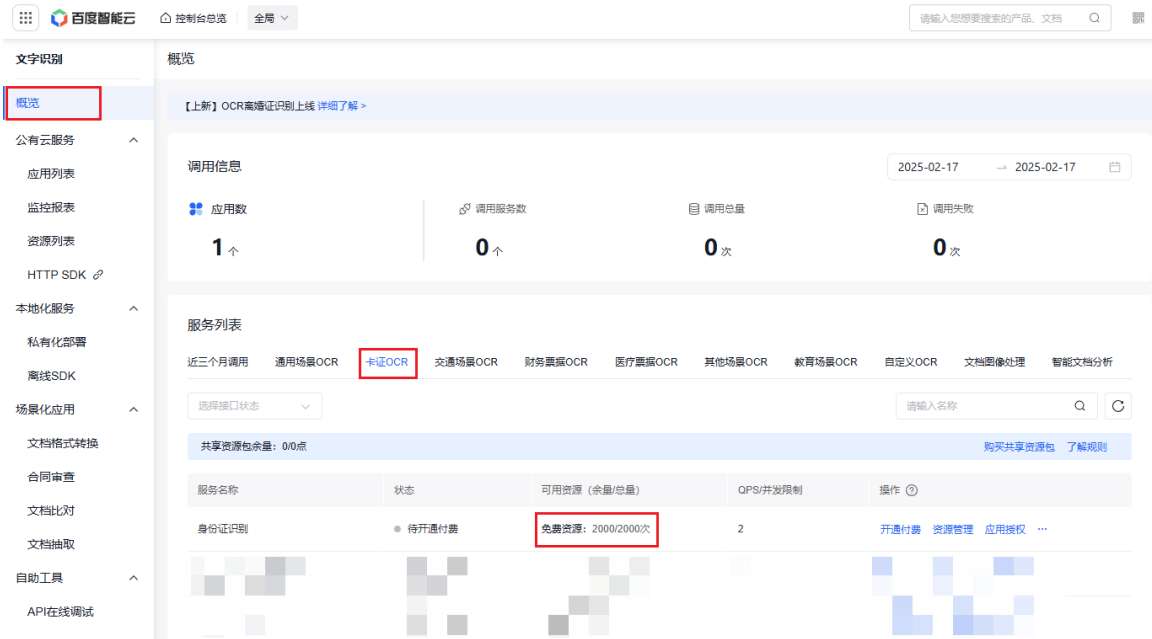 百度智能云 控制台总览 全局 请输入您想要搜索的产品、文档
文字识别
概览
公有云服务
应用列表
监控报表
资源列表
HTTP SDK
本地化服务
私有化部署
离线SDK
场景化应用
文档格式转换
合同审查
文档比对
文档抽取
自助工具
API在线调试
概览
【上新】OCR离婚证识别上线 详细了解 >
调用信息 2025-02-17 → 2025-02-17
应用数 调用服务数 调用总量 调用失败
1 个 0 个 0 次 0 次
服务列表
近三个月调用 通用场景OCR 卡证OCR 交通场景OCR 财务票据OCR 医疗票据OCR 其他场景OCR 教育场景OCR 自定义OCR 文档图像处理 智能文档分析
选择接口状态 请输入名称
共享资源包余量：0/0点 购买共享资源包 了解规则
服务名称 状态 可用资源（余量/总量） QPS/并发限制 操作
身份证识别 待开通付费 免费资源：2000/2000次 2 开通付费 资源管理 应用授权 ···